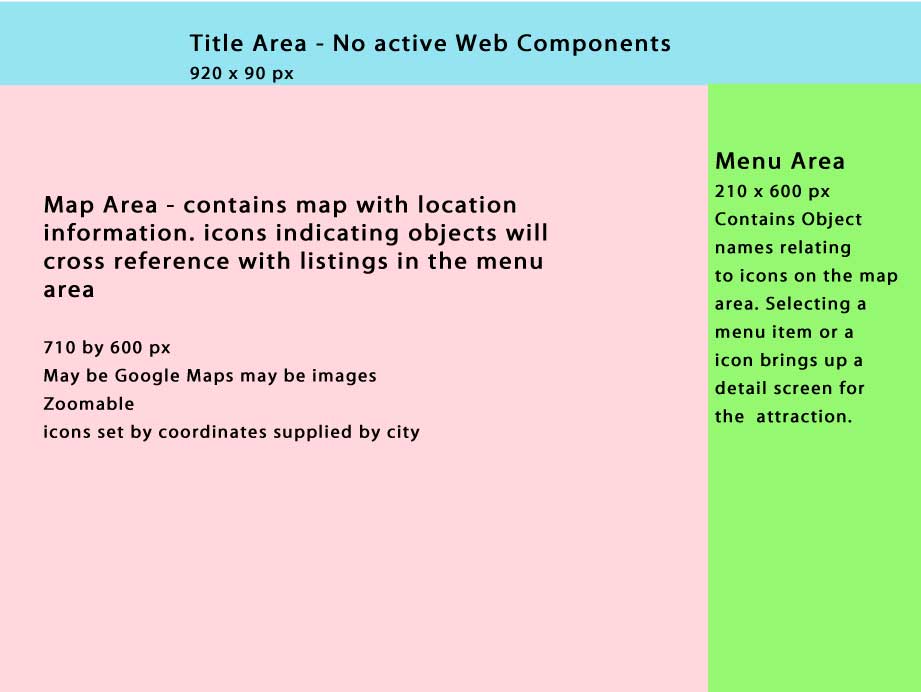 Title Area - No active Web Components
920 x 90 px
Map Area - contains map with location
information. icons indicating objects will
cross reference with listings in the menu
area
710 by 600 px
May be Google Maps may be images
Zoomable
icons set by coordinates supplied by city
Menu Area
210 x 600 px
Contains Object
names relating
to icons on the map
area. Selecting a
menu item or a
icon brings up a
detail screen for
the  attraction.